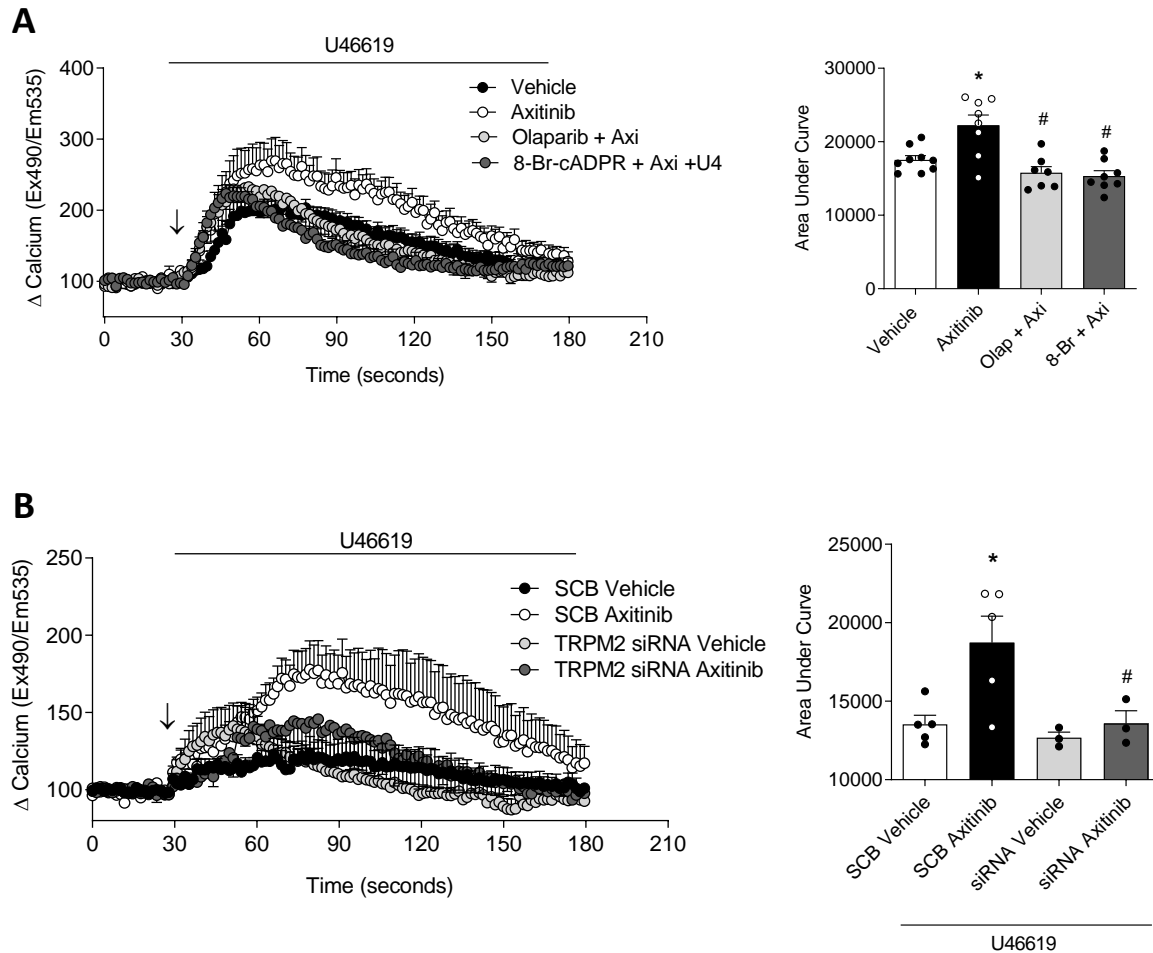 A
U46619
Δ Calcium (Ex490/Em535)
400
300
200
100
0 30 60 90 120 150 180 210
Time (seconds)
Vehicle
Axitinib
Olaparib + Axi
8-Br-cADPR + Axi +U4
Area Under Curve
30000
20000
10000
0
*
#
#
Vehicle
Axitinib
Olap + Axi
8-Br + Axi
B
U46619
Δ Calcium (Ex490/Em535)
250
200
150
100
0 30 60 90 120 150 180 210
Time (seconds)
SCB Vehicle
SCB Axitinib
TRPM2 siRNA Vehicle
TRPM2 siRNA Axitinib
Area Under Curve
25000
20000
15000
10000
*
#
SCB Vehicle
SCB Axitinib
siRNA Vehicle
siRNA Axitinib
U46619